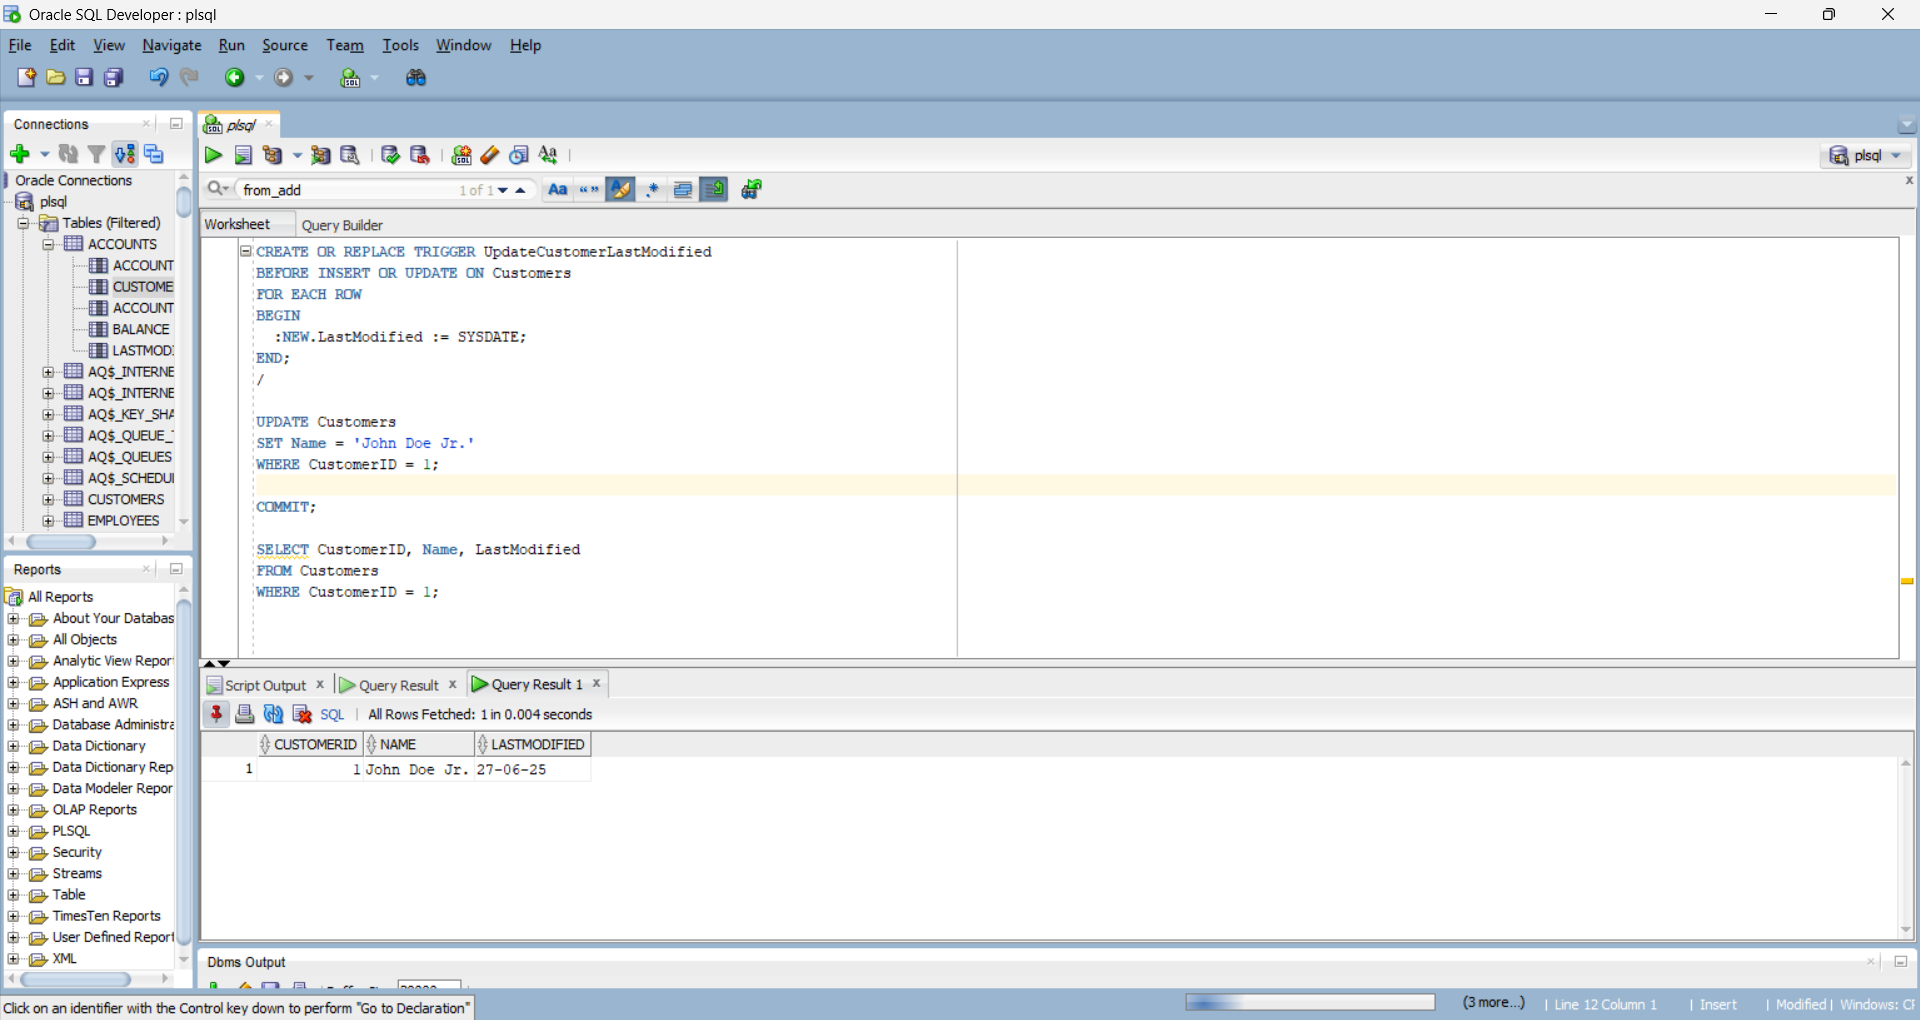 Oracle SQL Developer : plsql
File Edit View Navigate Run Source Team Tools Window Help
Connections
plsql
plsql
from_add 1 of 1 Aa
Oracle Connections
plsql
Tables (Filtered)
ACCOUNTS
ACCOUNT
CUSTOME
ACCOUNT
BALANCE
LASTMOD
AQ$_INTERNE
AQ$_INTERNE
AQ$_KEY_SHA
AQ$_QUEUE_
AQ$_QUEUES
AQ$_SCHEDU
CUSTOMERS
EMPLOYEES
Worksheet Query Builder
CREATE OR REPLACE TRIGGER UpdateCustomerLastModified
BEFORE INSERT OR UPDATE ON Customers
FOR EACH ROW
BEGIN
:NEW.LastModified := SYSDATE;
END;
/
UPDATE Customers
SET Name = 'John Doe Jr.'
WHERE CustomerID = 1;
COMMIT;
SELECT CustomerID, Name, LastModified
FROM Customers
WHERE CustomerID = 1;
Reports
All Reports
About Your Databas
All Objects
Analytic View Repor
Application Express
ASH and AWR
Database Administra
Data Dictionary
Data Dictionary Rep
Data Modeler Repor
OLAP Reports
PLSQL
Security
Streams
Table
TimesTen Reports
User Defined Report
XML
Script Output Query Result Query Result 1
SQL All Rows Fetched: 1 in 0.004 seconds
CUSTOMERID NAME LASTMODIFIED
1 1 John Doe Jr. 27-06-25
Dbms Output
Click on an identifier with the Control key down to perform "Go to Declaration"
(3 more...) | Line 12 Column 1 | Insert | Modified | Windows: C